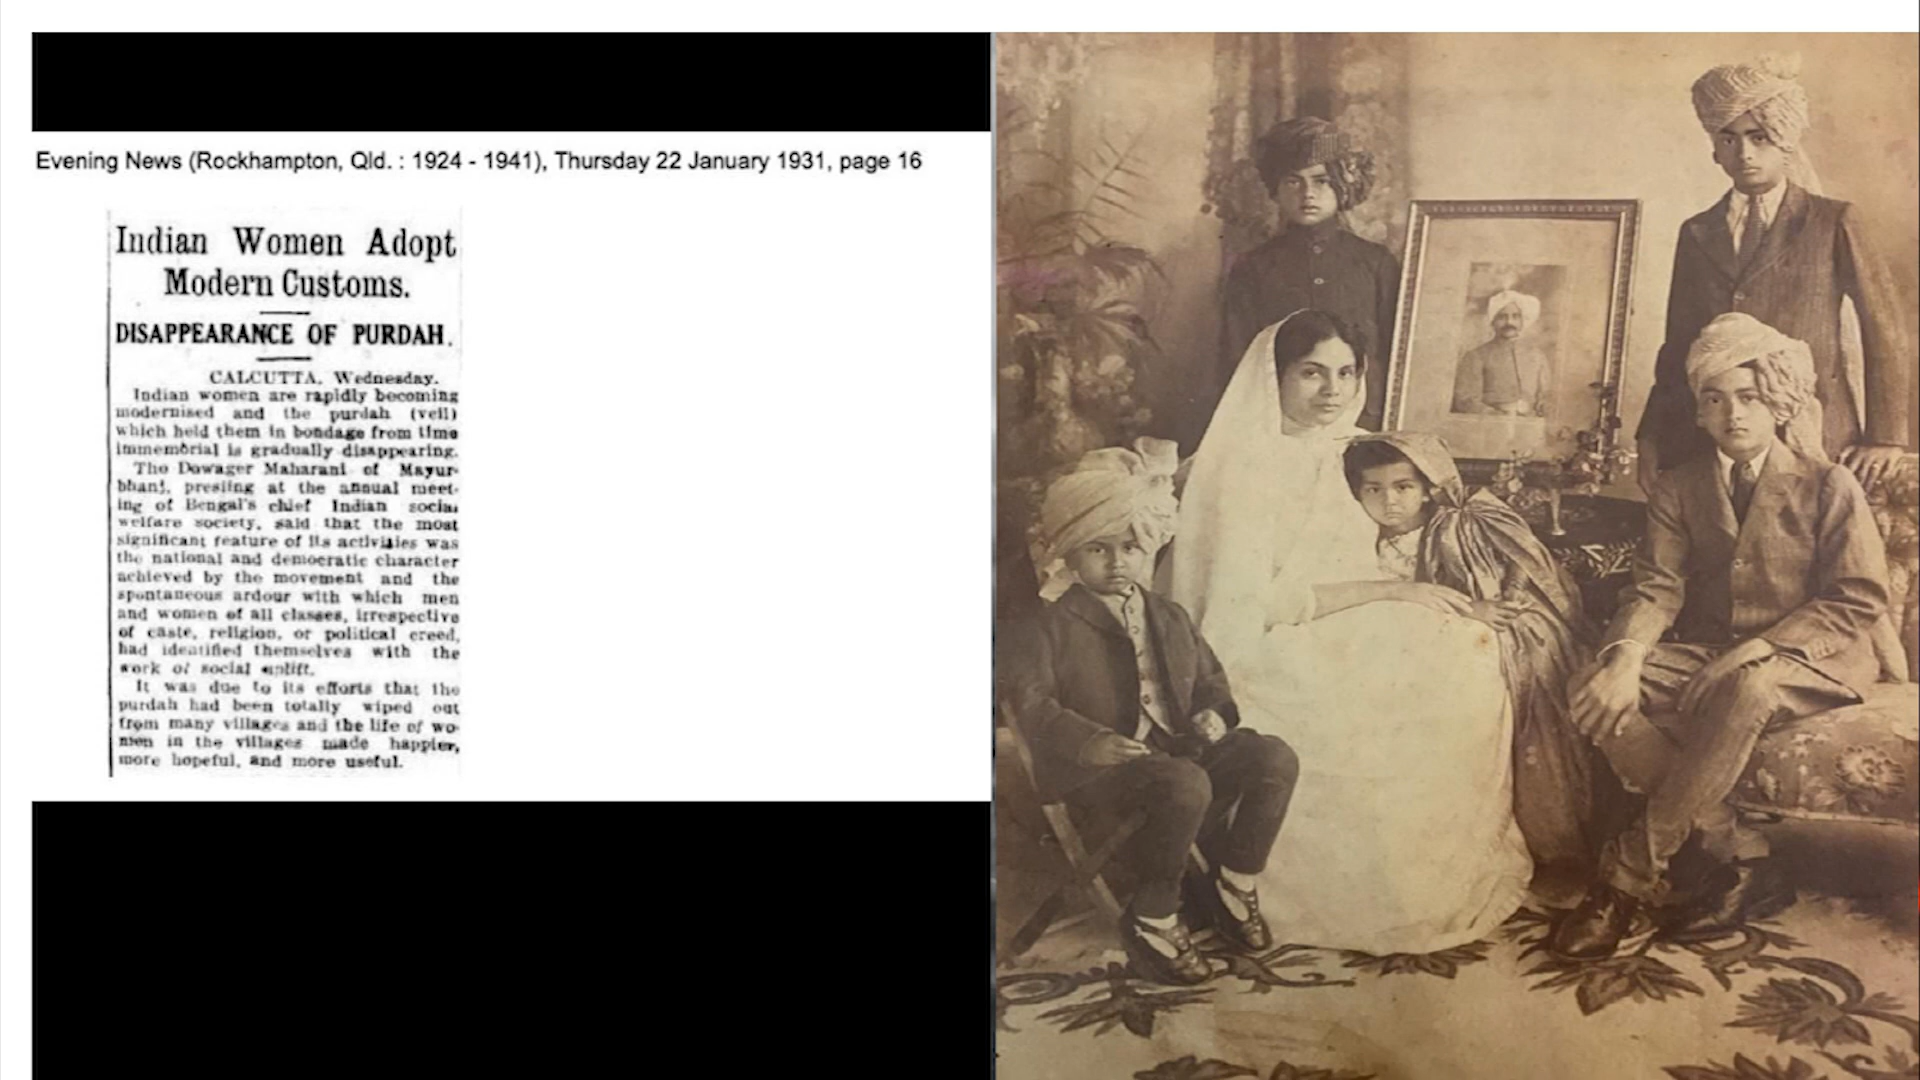 Evening News (Rockhampton, Qld. : 1924 - 1941), Thursday 22 January 1931, page 16
Indian Women Adopt
Modern Customs.
DISAPPEARANCE OF PURDAH.
CALCUTTA, Wednesday.
Indian women are rapidly becoming
modernised and the purdah (veil)
which held them in bondage from time
immemorial is gradually disappearing.
The Dowager Maharani of Mayur-
bhanj, presiing at the annual meet-
ing of Bengal's chief Indian social
welfare society, said that the most
significant feature of its activities was
the national and democratic character
achieved by the movement and the
spontaneous ardour with which men
and women of all classes, irrespective
of caste, religion, or political creed,
had identified themselves with the
work of social uplift.
It was due to its efforts that the
purdah had been totally wiped out
from many villages and the life of wo-
men in the villages made happier,
more hopeful, and more useful.